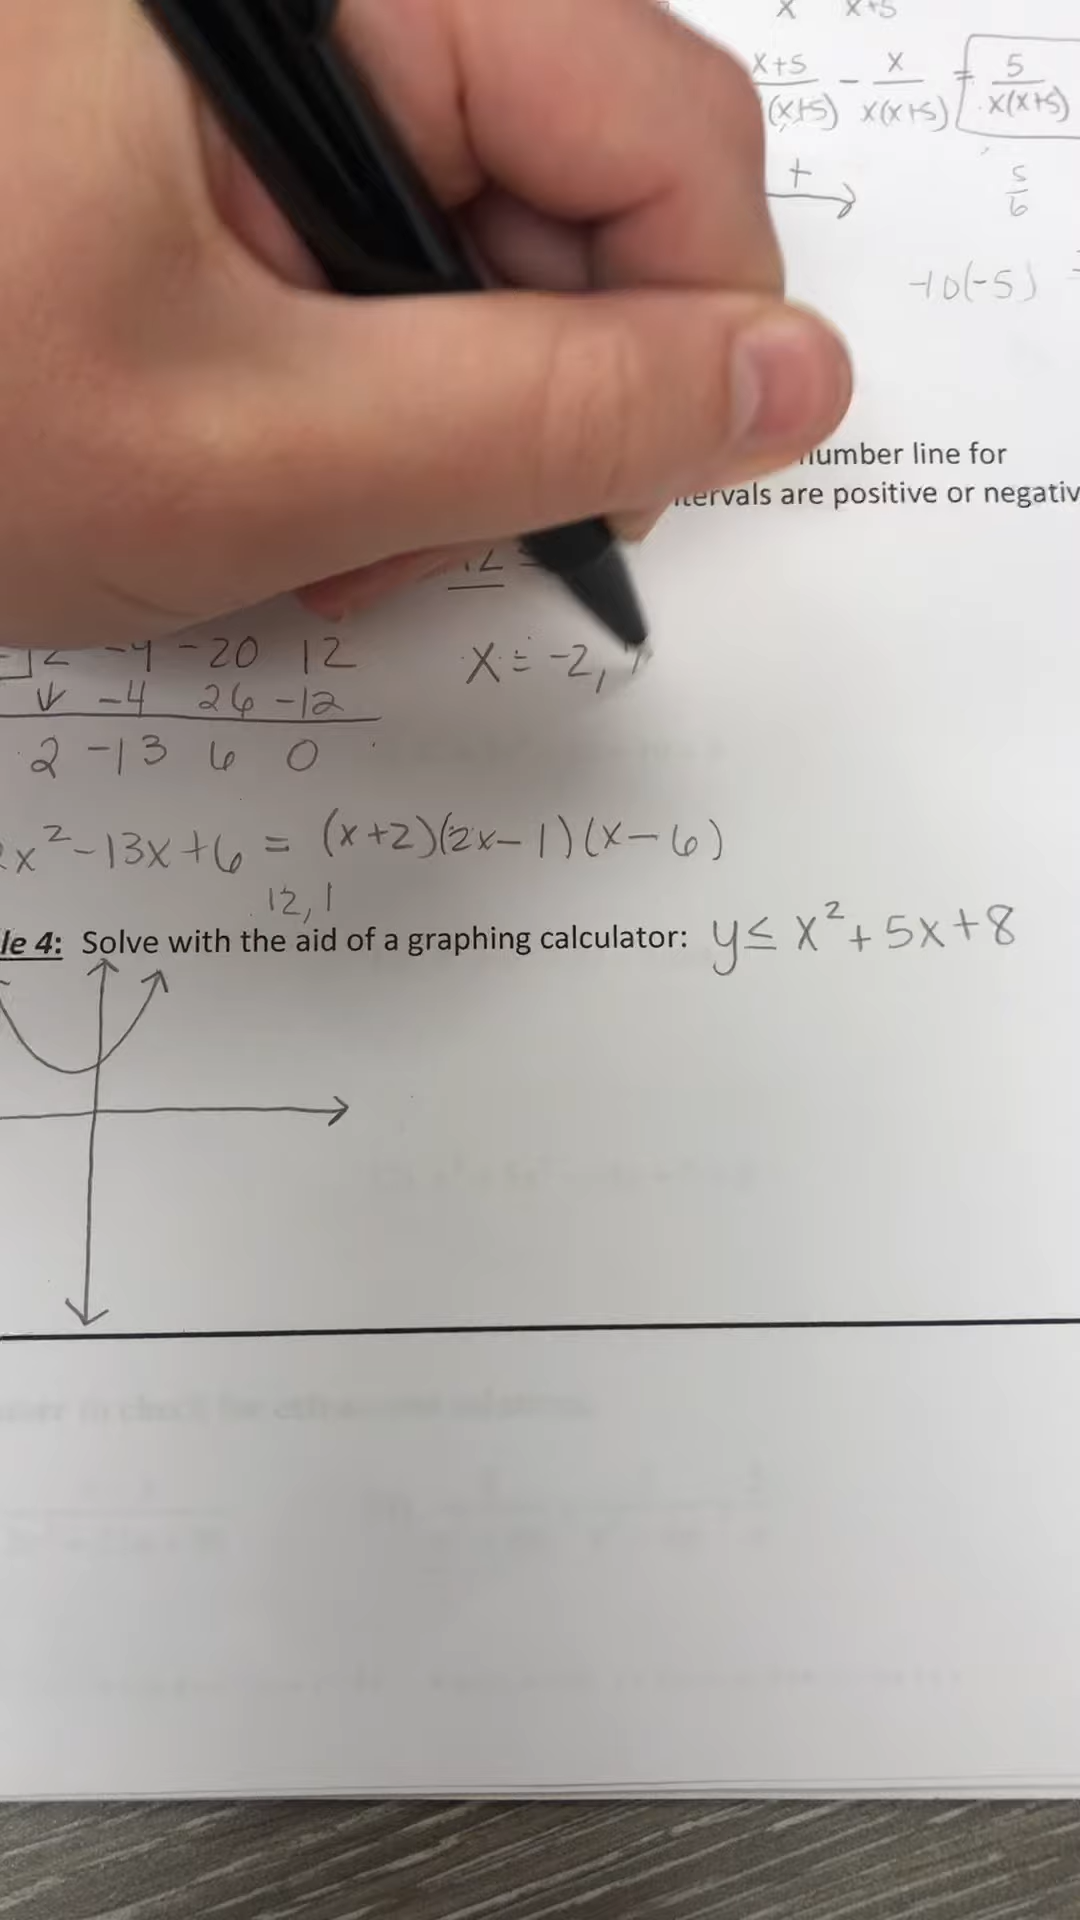 x x+5
x+5 / (x+5) - x / x(x+5) = 5 / x(x+5)
+
5/6
-10(-5)
number line for
intervals are positive or negativ
12
-4 -20 12
-4 26 -12
2 -13 6 0
x = -2,
x²-13x+6 = (x+2)(2x-1)(x-6)
12, 1
le 4: Solve with the aid of a graphing calculator: y ≤ x²+5x+8